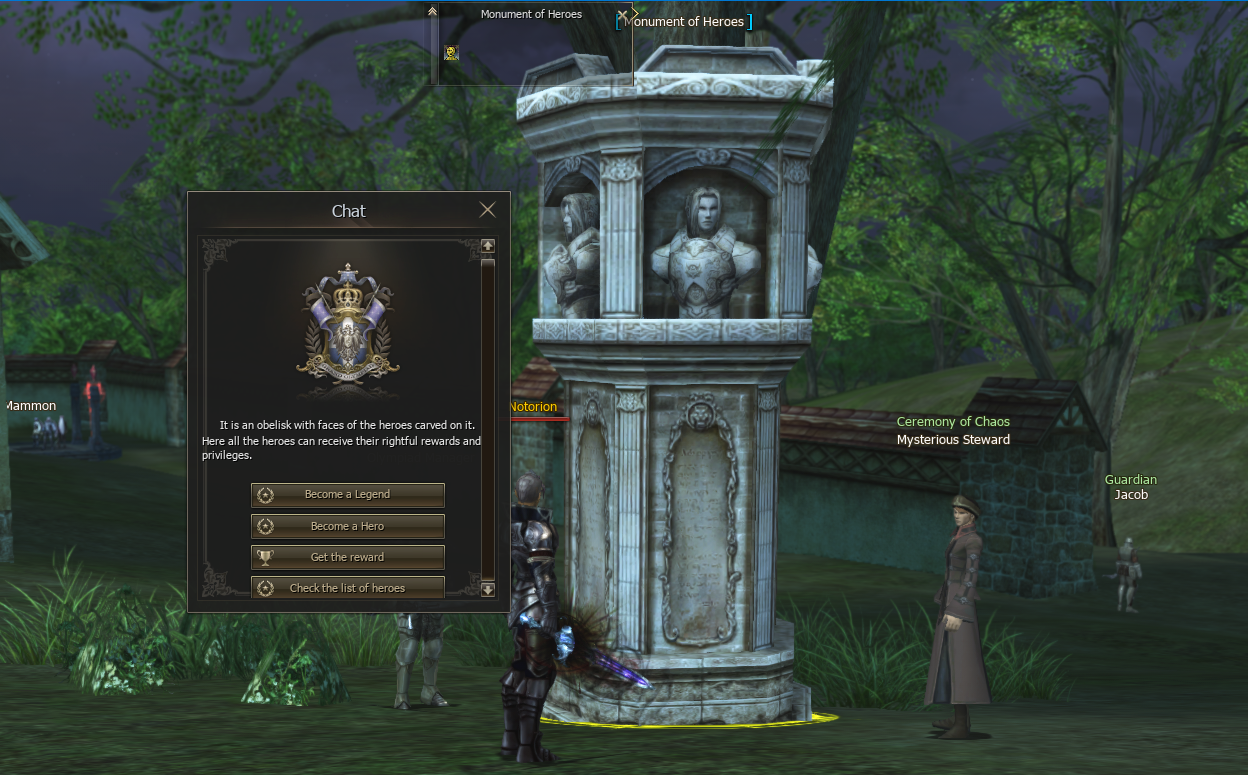 Monument of Heroes
Monument of Heroes
Chat
It is an obelisk with faces of the heroes carved on it.
Here all the heroes can receive their rightful rewards and
privileges.
Become a Legend
Become a Hero
Get the reward
Check the list of heroes
Mammon
Notorion
Ceremony of Chaos
Mysterious Steward
Guardian
Jacob